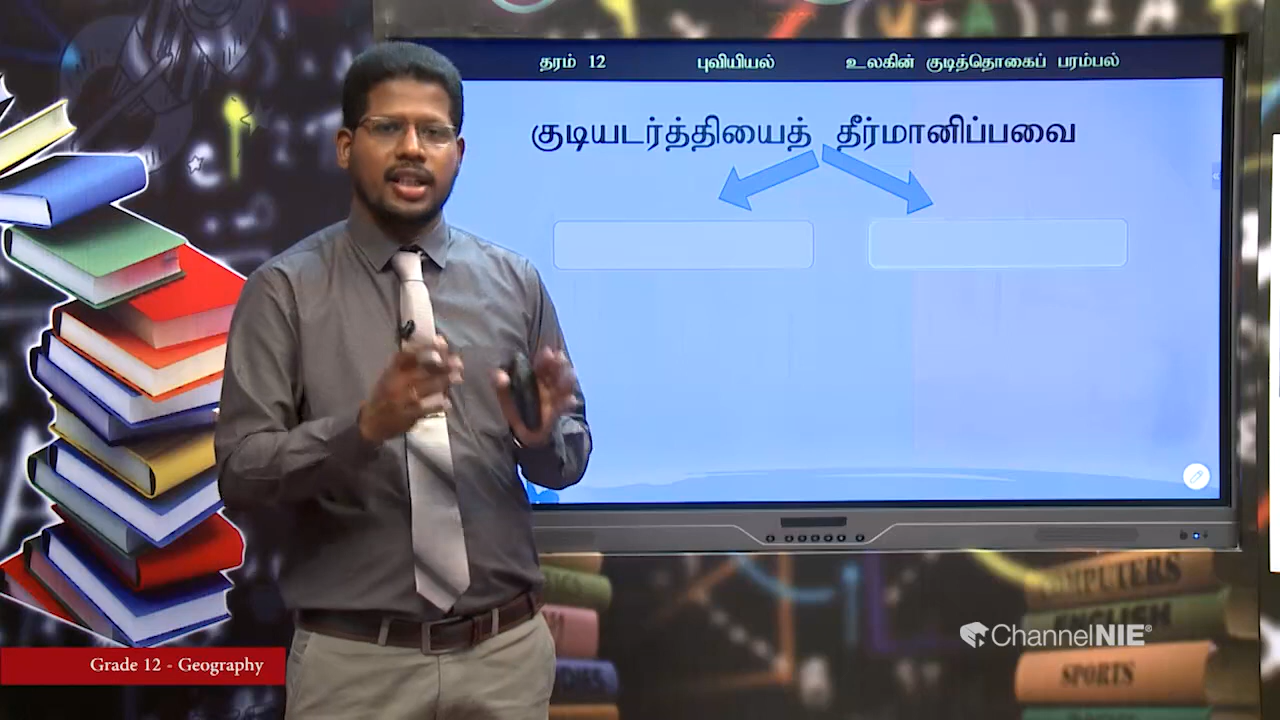 தரம் 12 புவியியல் உலகின் குடித்தொகைப் பரம்பல்
குடியடர்த்தியைத் தீர்மானிப்பவை
COMPUTERS
ENGLISH
SPORTS
Grade 12 - Geography
ChannelNIE®